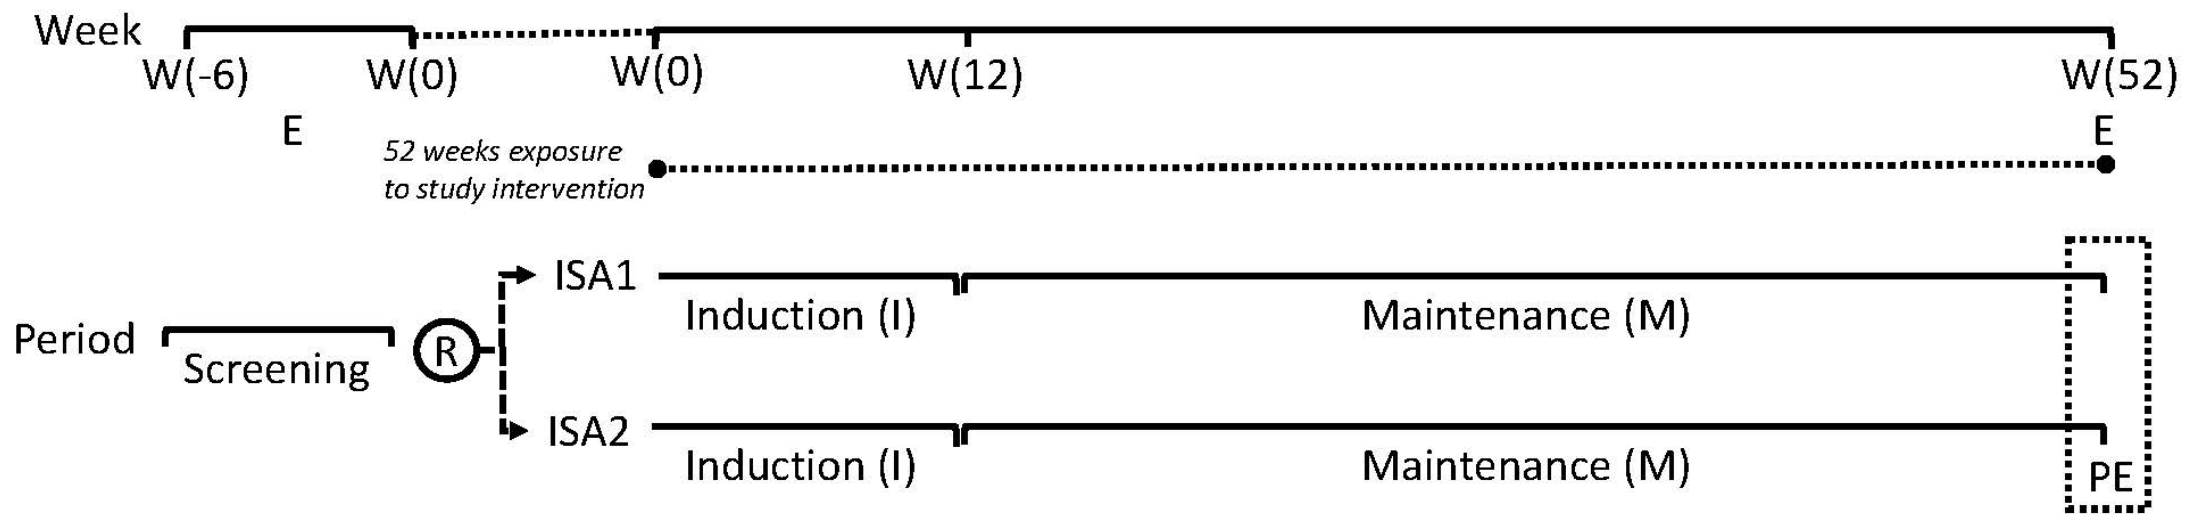 Week
W(-6) W(0) W(0) W(12) W(52)
E E
52 weeks exposure
to study intervention
ISA1
Induction (I) Maintenance (M)
Period
Screening
R
ISA2
Induction (I) Maintenance (M)
PE